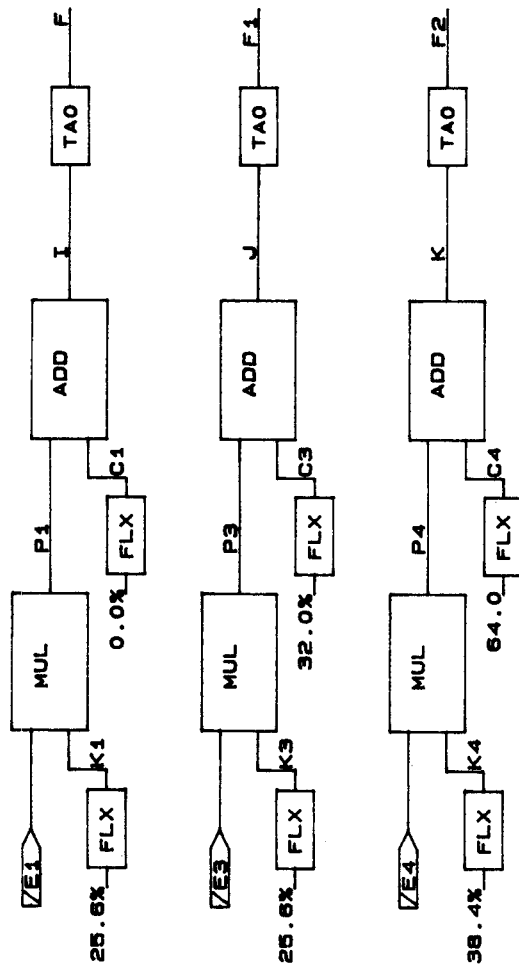 /E1
25.6%
FLX
K1
MUL
P1
0.0%
FLX
C1
ADD
I
TAO
F
/E3
25.6%
FLX
K3
MUL
P3
32.0%
FLX
C3
ADD
J
TAO
F1
/E4
38.4%
FLX
K4
MUL
P4
64.0
FLX
C4
ADD
K
TAO
F2